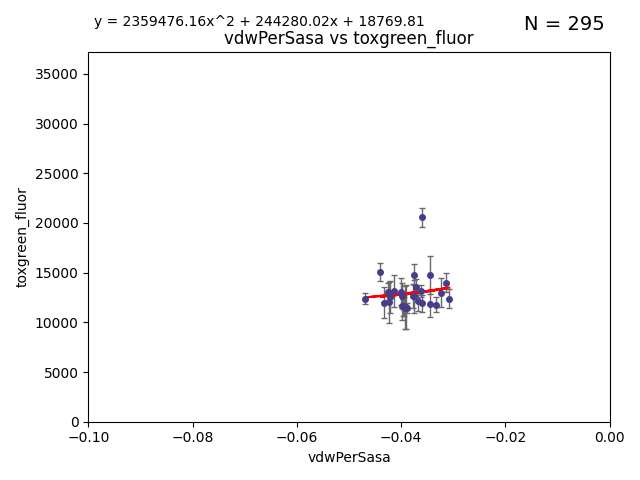 y = 2359476.16x^2 + 244280.02x + 18769.81
N = 295
vdwPerSasa vs toxgreen_fluor
35000
30000
25000
20000
15000
10000
5000
0
toxgreen_fluor
−0.10
−0.08
−0.06
−0.04
−0.02
0.00
vdwPerSasa